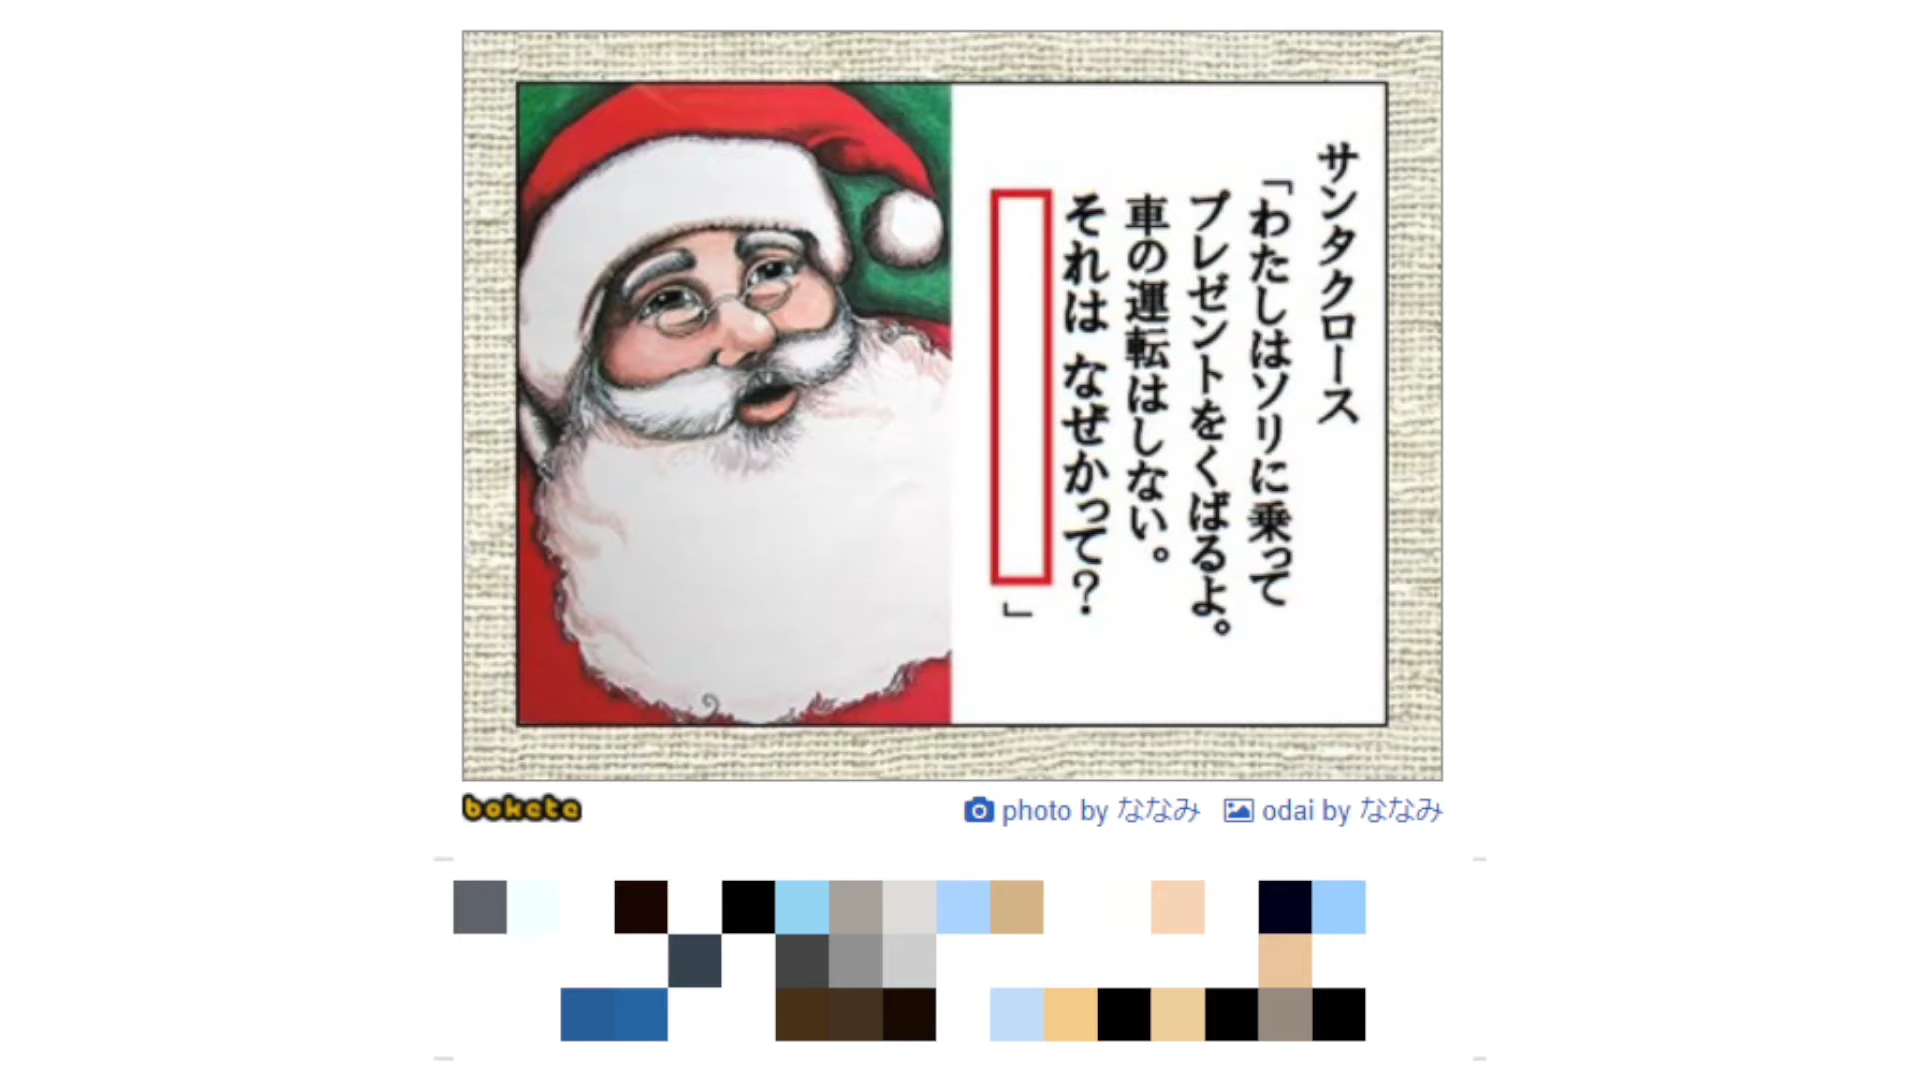 サンタクロース
「わたしはソリに乗って
プレゼントをくばるよ。
車の運転はしない。
それは なぜかって?
」
bokete
photo by ななみ
odai by ななみ